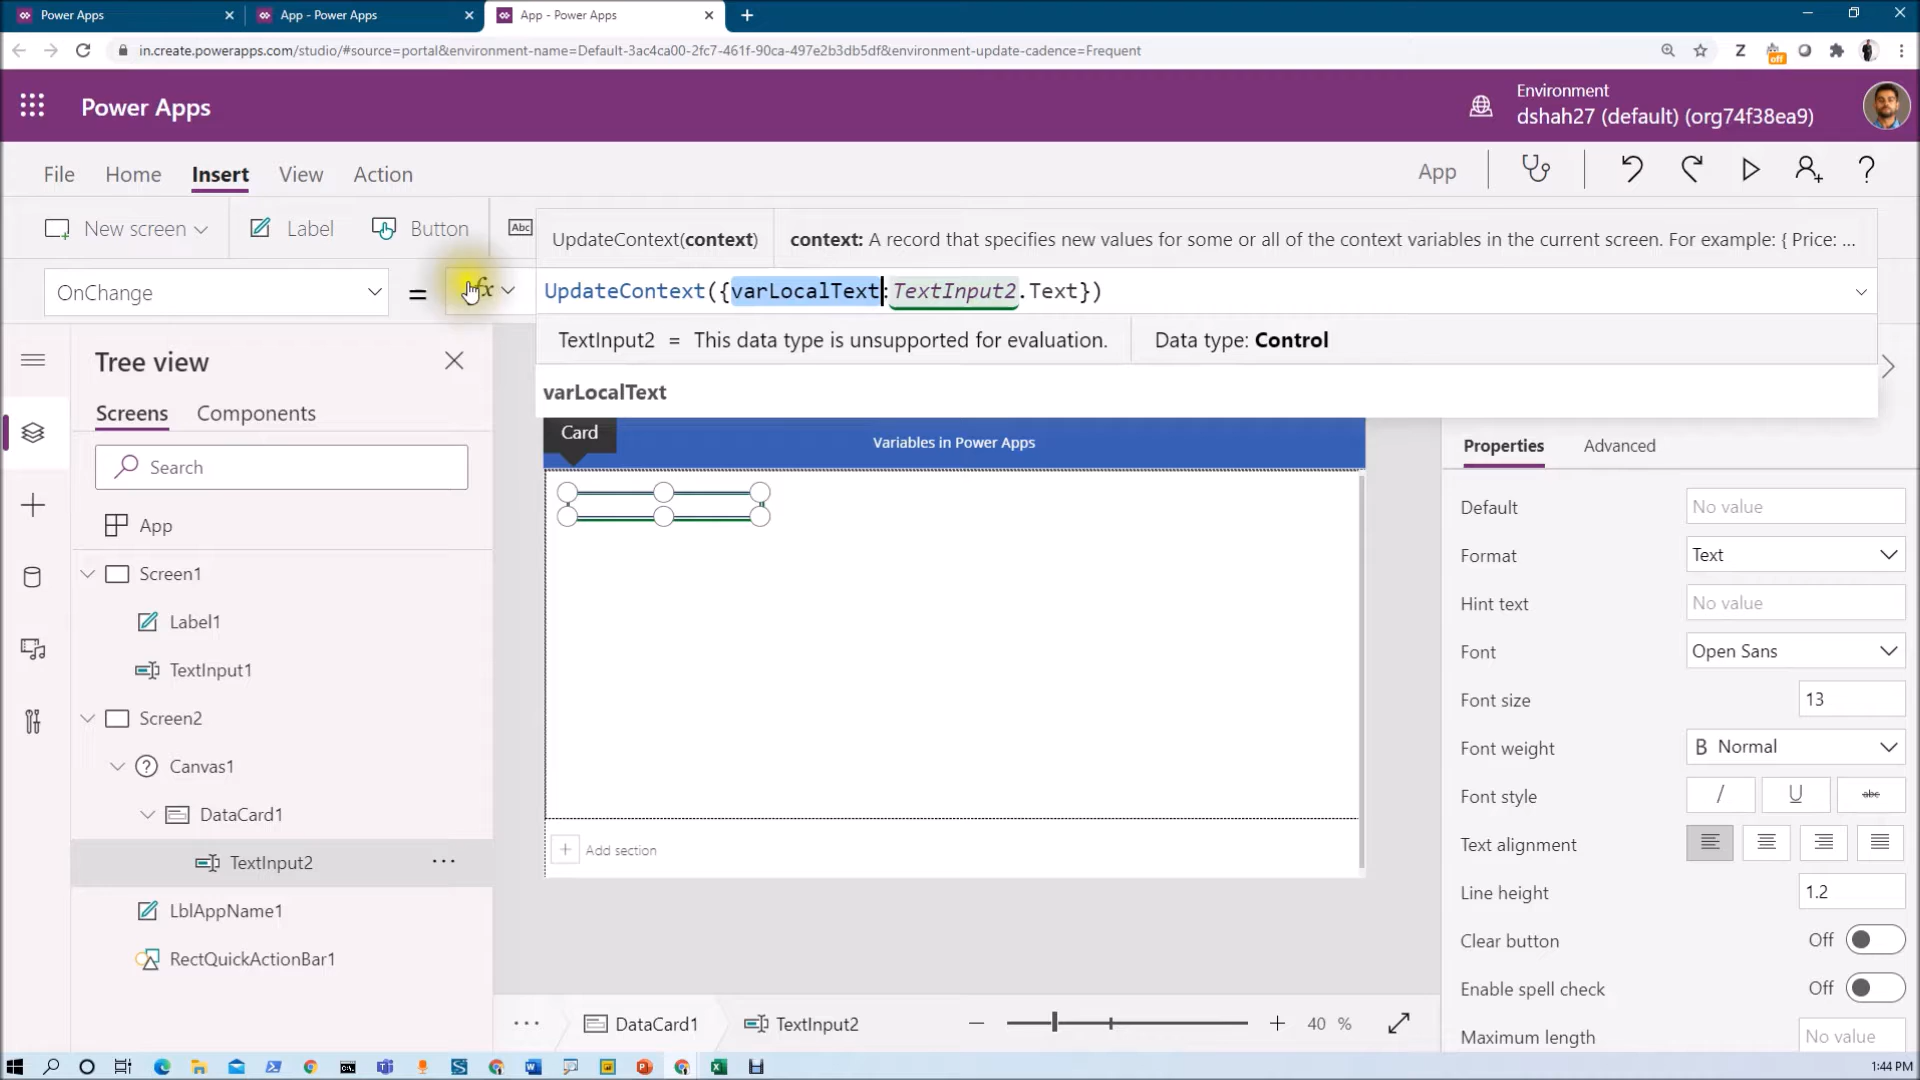 Power Apps
App - Power Apps
App - Power Apps
in.create.powerapps.com/studio/#source=portal&environment-name=Default-3ac4ca00-2fc7-461f-90ca-497e2b3db5df&environment-update-cadence=Frequent
Z
off
Power Apps
Environment
dshah27 (default) (org74f38ea9)
File Home Insert View Action
App
New screen
Label
Button
Abc
UpdateContext(context)
context: A record that specifies new values for some or all of the context variables in the current screen. For example: { Price: ...
OnChange
=
fx
UpdateContext({varLocalText:TextInput2.Text})
TextInput2 = This data type is unsupported for evaluation.
Data type: Control
varLocalText
Tree view
Screens
Components
Search
App
Screen1
Label1
TextInput1
Screen2
Canvas1
DataCard1
TextInput2
LblAppName1
RectQuickActionBar1
Card
Variables in Power Apps
Add section
DataCard1
TextInput2
40 %
Properties
Advanced
Default
No value
Format
Text
Hint text
No value
Font
Open Sans
Font size
13
Font weight
B Normal
Font style
/ U abc
Text alignment
Line height
1.2
Clear button
Off
Enable spell check
Off
Maximum length
No value
1:44 PM